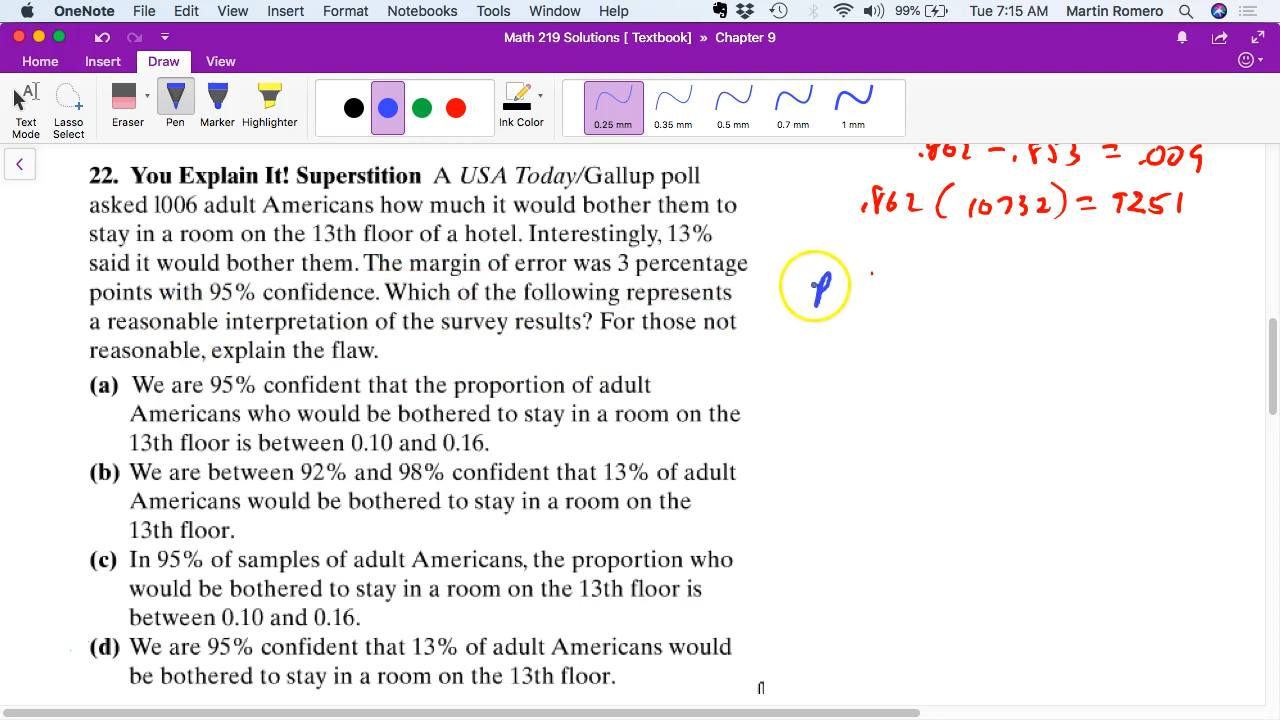 OneNote File Edit View Insert Format Notebooks Tools Window Help 99% Tue 7:15 AM Martin Romero
Math 219 Solutions [ Textbook] » Chapter 9
Home Insert Draw View
Text Mode Lasso Select Eraser Pen Marker Highlighter Ink Color 0.25 mm 0.35 mm 0.5 mm 0.7 mm 1 mm
.862 - .853 = .009
.862 ( 10732 ) = 9251
22. You Explain It! Superstition A USA Today/Gallup poll
asked 1006 adult Americans how much it would bother them to
stay in a room on the 13th floor of a hotel. Interestingly, 13%
said it would bother them. The margin of error was 3 percentage
points with 95% confidence. Which of the following represents
a reasonable interpretation of the survey results? For those not
reasonable, explain the flaw.
(a) We are 95% confident that the proportion of adult
Americans who would be bothered to stay in a room on the
13th floor is between 0.10 and 0.16.
(b) We are between 92% and 98% confident that 13% of adult
Americans would be bothered to stay in a room on the
13th floor.
(c) In 95% of samples of adult Americans, the proportion who
would be bothered to stay in a room on the 13th floor is
between 0.10 and 0.16.
(d) We are 95% confident that 13% of adult Americans would
be bothered to stay in a room on the 13th floor.
p